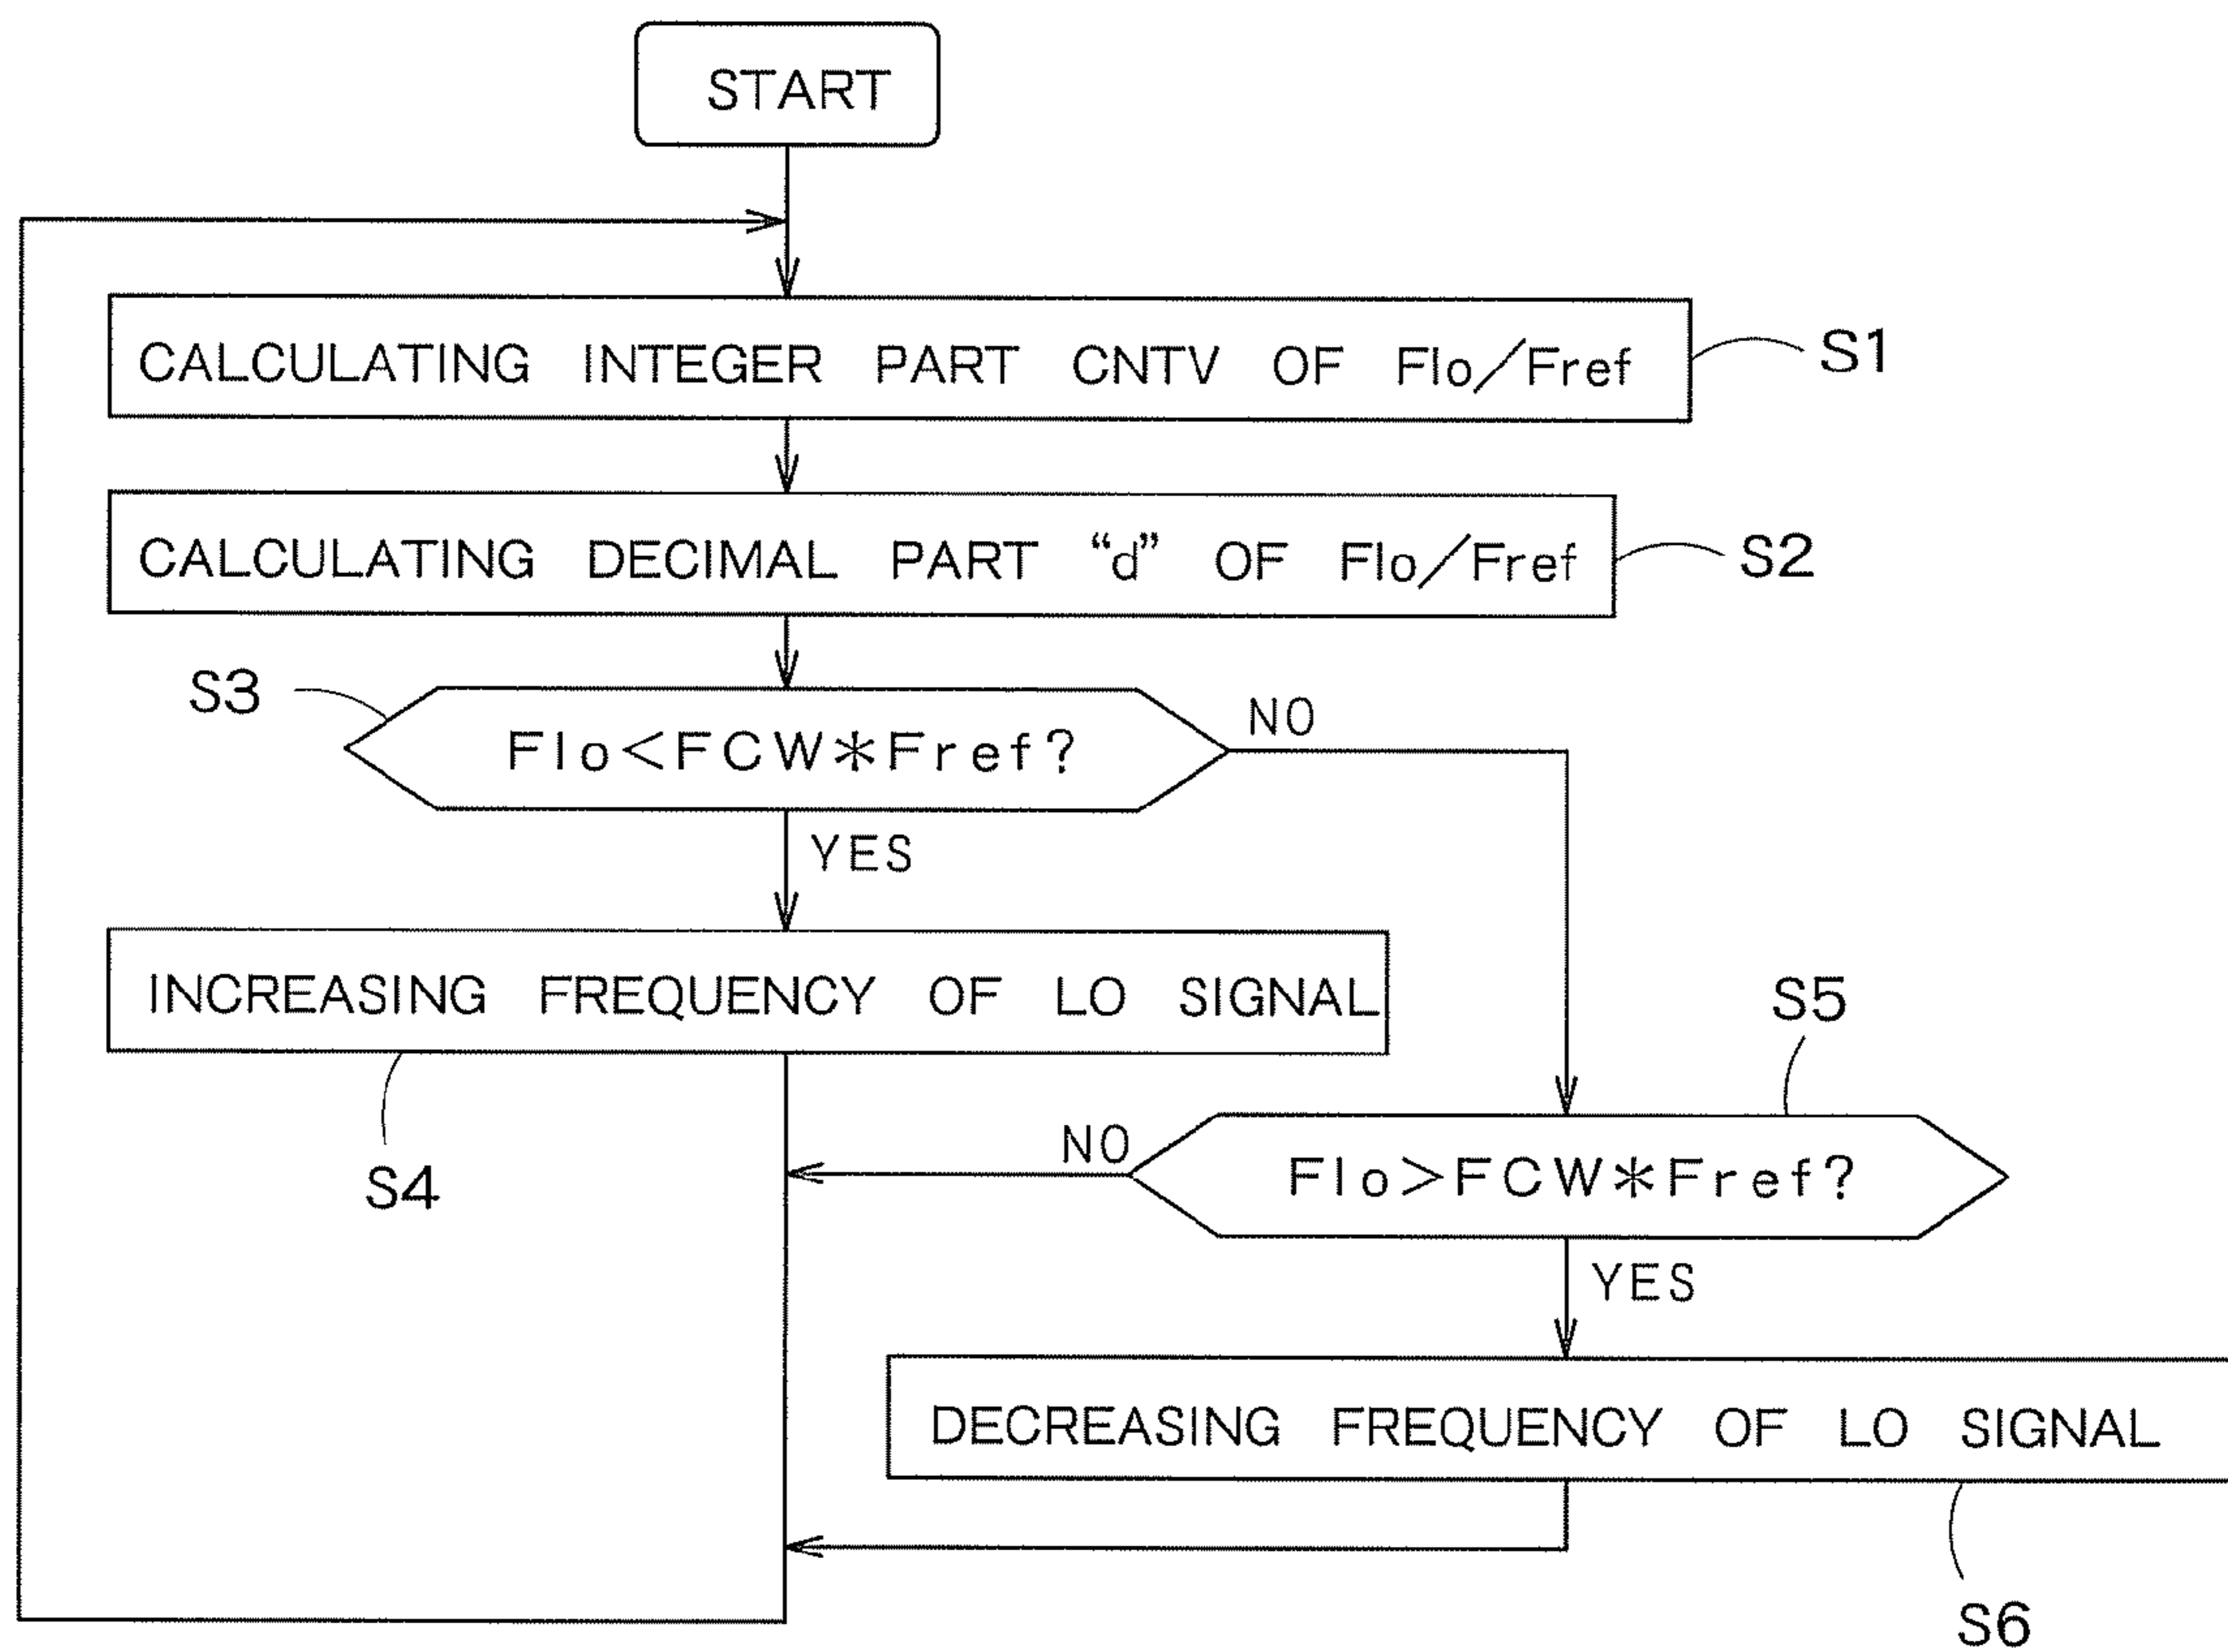 START
CALCULATING INTEGER PART CNTV OF Flo/Fref
S1
CALCULATING DECIMAL PART “d” OF Flo/Fref
S2
S3
Flo<FCW*Fref?
NO
YES
INCREASING FREQUENCY OF LO SIGNAL
S4
S5
NO
Flo>FCW*Fref?
YES
DECREASING FREQUENCY OF LO SIGNAL
S6